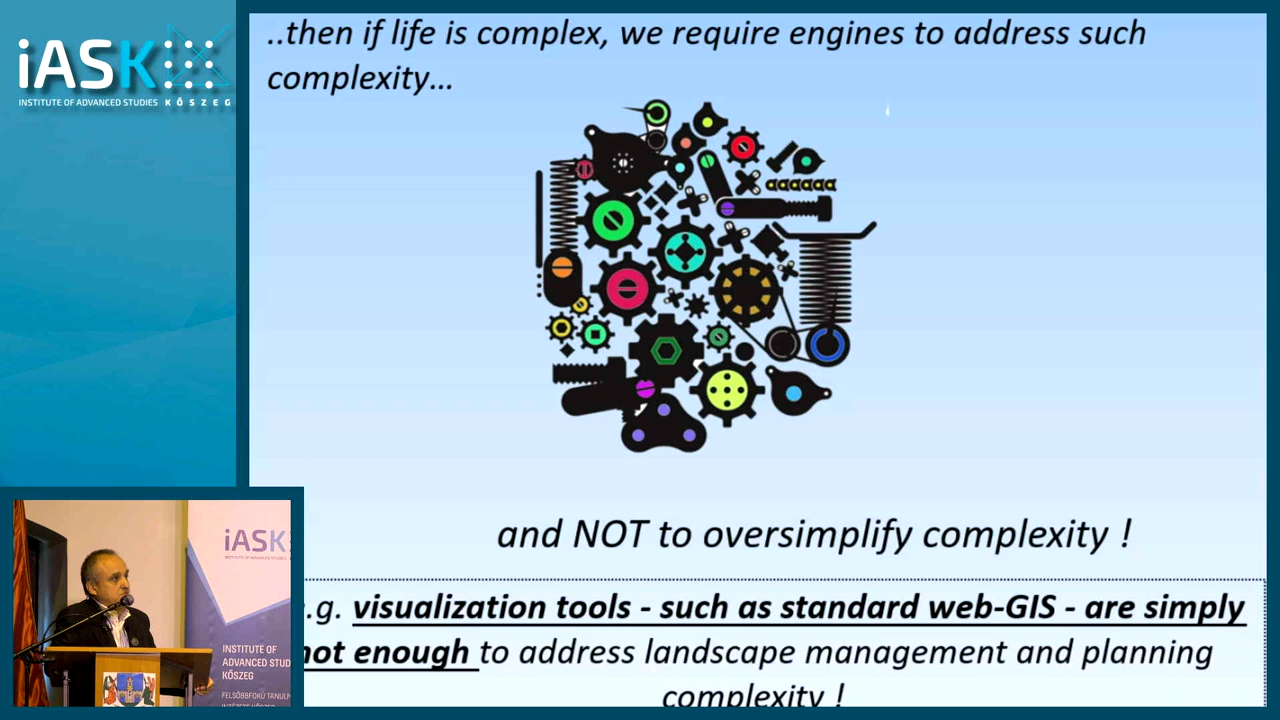 iASK
INSTITUTE OF ADVANCED STUDIES KŐSZEG
..then if life is complex, we require engines to address such
complexity...
and NOT to oversimplify complexity !
.g. visualization tools - such as standard web-GIS - are simply
not enough to address landscape management and planning
complexity !
iASK
INSTITUTE OF
ADVANCED STUD
KŐSZEG
FELSŐBBFOKÚ TANULM